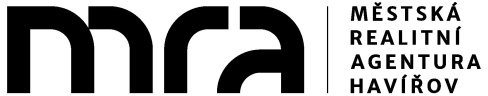 mra
MĚSTSKÁ
REALITNÍ
AGENTURA
HAVÍŘOV